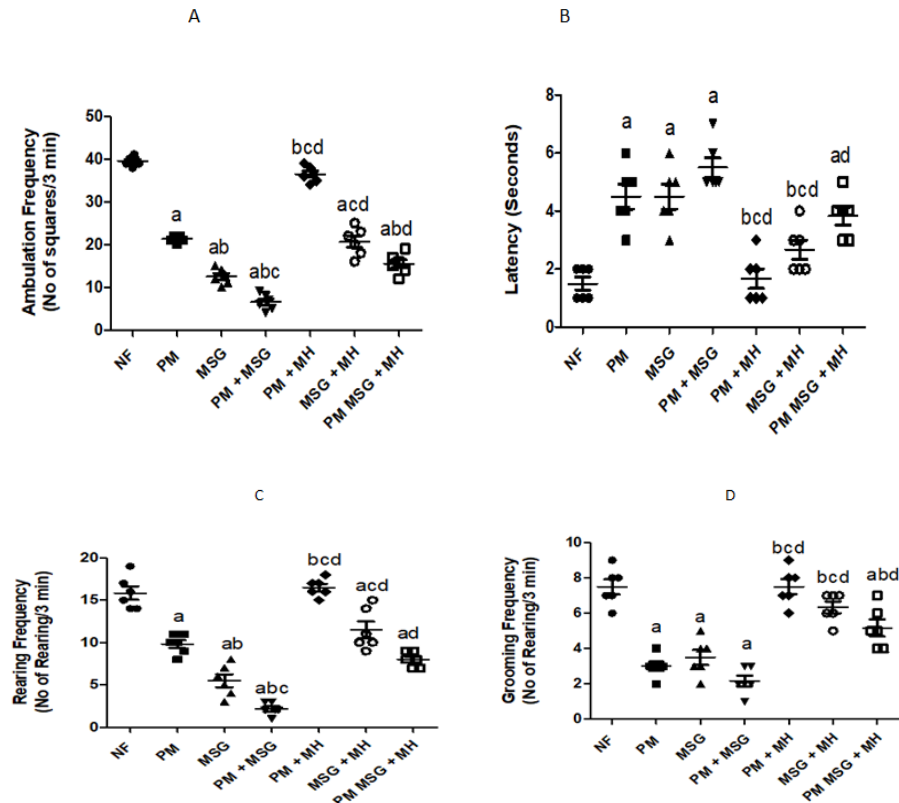 A
B
Ambulation Frequency
(No of squares/3 min)
50
40
30
20
10
0
a
ab
abc
bcd
acd
abd
NF
PM
MSG
PM + MSG
PM + MH
MSG + MH
PM MSG + MH
Latency (Seconds)
8
6
4
2
0
a
a
a
bcd
bcd
ad
NF
PM
MSG
PM + MSG
PM + MH
MSG + MH
PM MSG + MH
C
D
Rearing Frequency
(No of Rearing/3 min)
20
15
10
5
0
a
ab
abc
bcd
acd
ad
NF
PM
MSG
PM + MSG
PM + MH
MSG + MH
PM MSG + MH
Grooming Frequency
(No of Rearing/3 min)
10
8
6
4
2
0
a
a
a
bcd
bcd
abd
NF
PM
MSG
PM + MSG
PM + MH
MSG + MH
PM MSG + MH